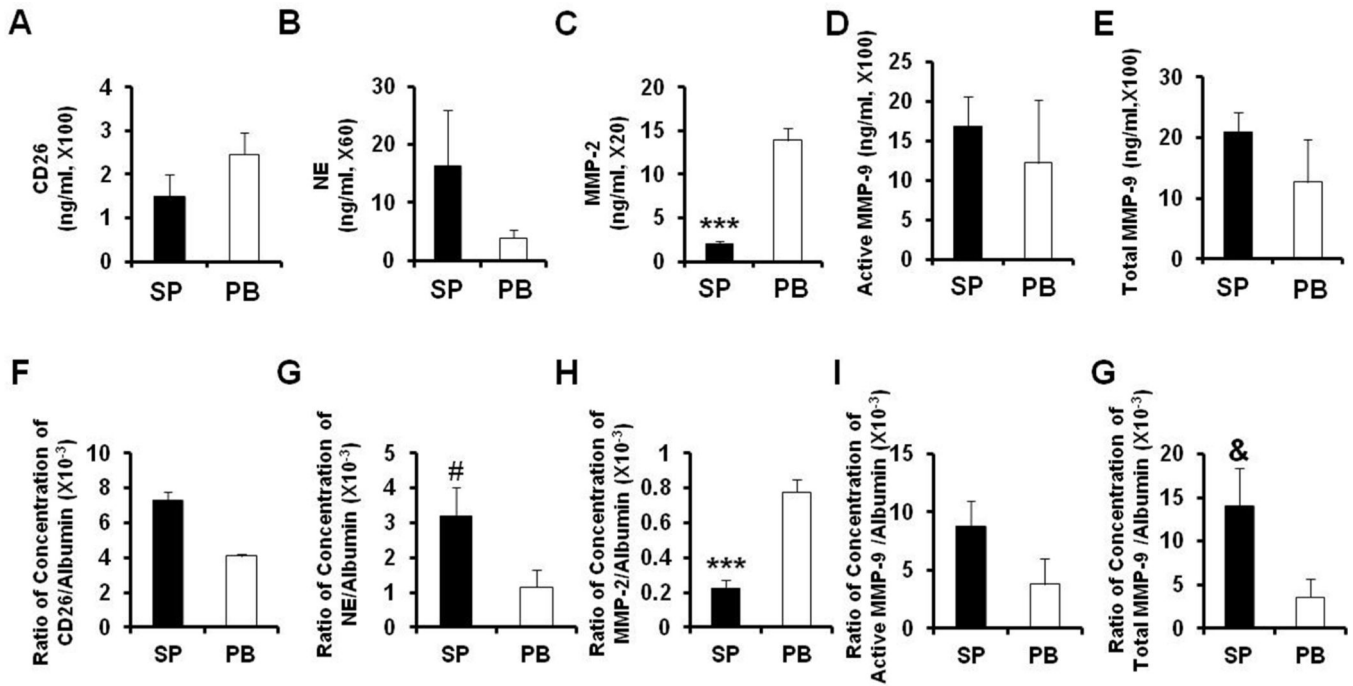 A
CD26
(ng/ml, X100)
4
3
2
1
0
SP PB
B
NE
(ng/ml, X60)
30
20
10
0
SP PB
C
MMP-2
(ng/ml, X20)
20
15
10
5
0
***
SP PB
D
Active MMP-9 (ng/ml, X100)
25
20
15
10
5
0
SP PB
E
Total MMP-9 (ng/ml,X100)
30
20
10
0
SP PB
F
Ratio of Concentration of
CD26/Albumin (X10-3)
10
8
6
4
2
0
SP PB
G
Ratio of Concentration of
NE/Albumin (X10-3)
5
4
3
2
1
0
#
SP PB
H
Ratio of Concentration of
MMP-2/Albumin (X10-3)
1
0.8
0.6
0.4
0.2
0
***
SP PB
I
Ratio of Concentration of
Active MMP-9 /Albumin (X10-3)
15
10
5
0
SP PB
G
Ratio of Concentration of
Total MMP-9 /Albumin (X10-3)
20
15
10
5
0
&
SP PB